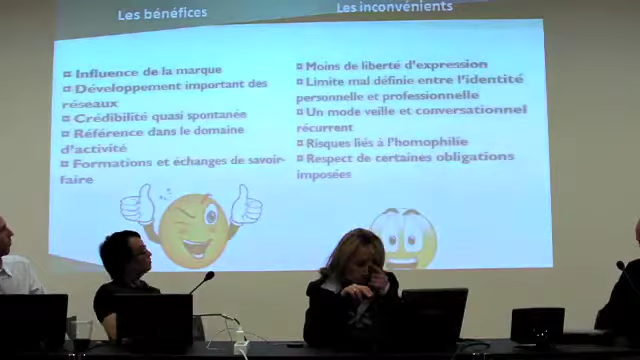 Les bénéfices
¤ Influence de la marque
¤ Développement important des
réseaux
¤ Crédibilité quasi spontanée
¤ Référence dans le domaine
d'activité
¤ Formations et échanges de savoir-
faire
Les inconvénients
¤ Moins de liberté d'expression
¤ Limite mal définie entre l'identité
personnelle et professionnelle
¤ Un mode veille et conversationnel
récurrent
¤ Risques liés à l'homophilie
¤ Respect de certaines obligations
imposées